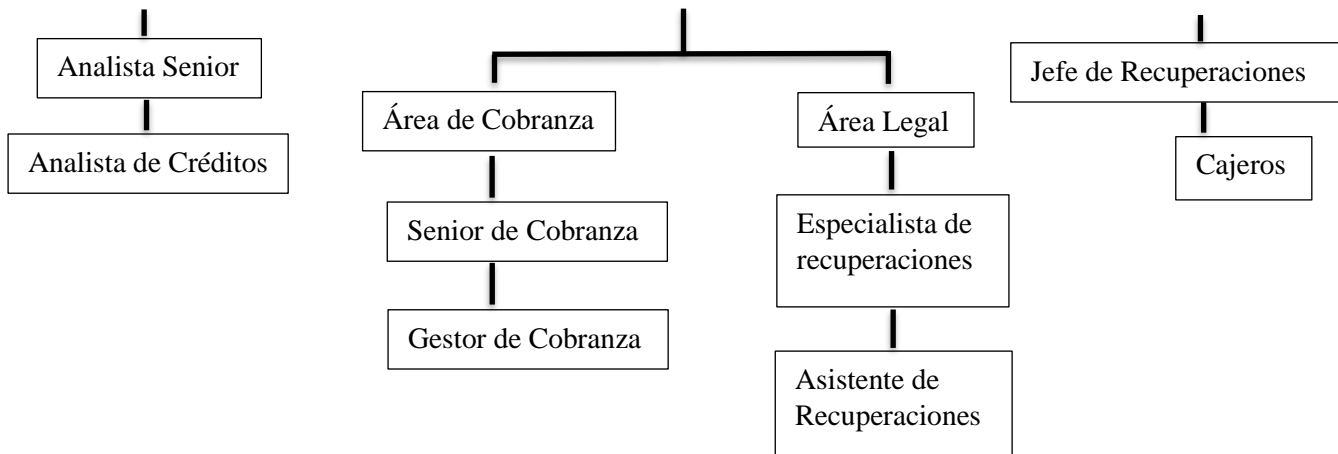 Analista Senior
Analista de Créditos
Área de Cobranza
Senior de Cobranza
Gestor de Cobranza
Área Legal
Especialista de
recuperaciones
Asistente de
Recuperaciones
Jefe de Recuperaciones
Cajeros